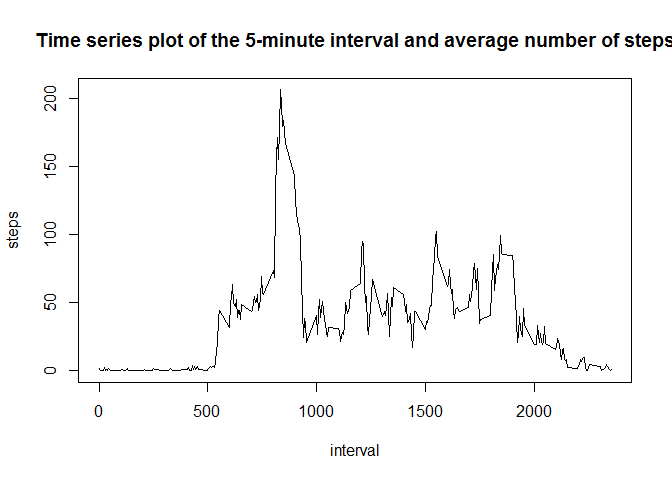 Time series plot of the 5-minute interval and average number of steps
200
150
100
50
0
steps
0 500 1000 1500 2000
interval